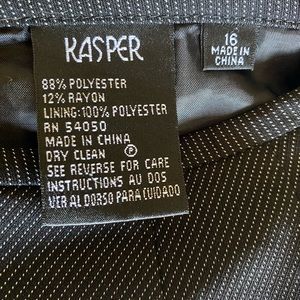 KASPER
88% POLYESTER
12% RAYON
LINING: 100% POLYESTER
RN 54050
MADE IN CHINA
DRY CLEAN P
SEE REVERSE FOR CARE
INSTRUCTIONS AU DOS
VER AL DORSO PARA CUIDADO
16
MADE IN
CHINA